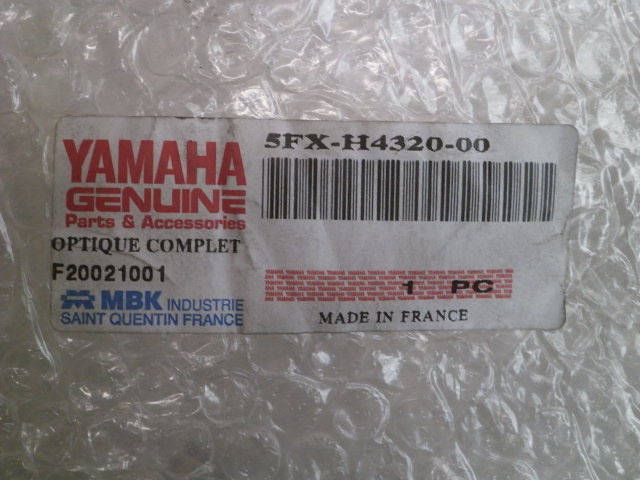 YAMAHA
GENUINE
Parts & Accessories
5FX-H4320-00
OPTIQUE COMPLET
F20021001
MBK INDUSTRIE
SAINT QUENTIN FRANCE
1 PC
MADE IN FRANCE